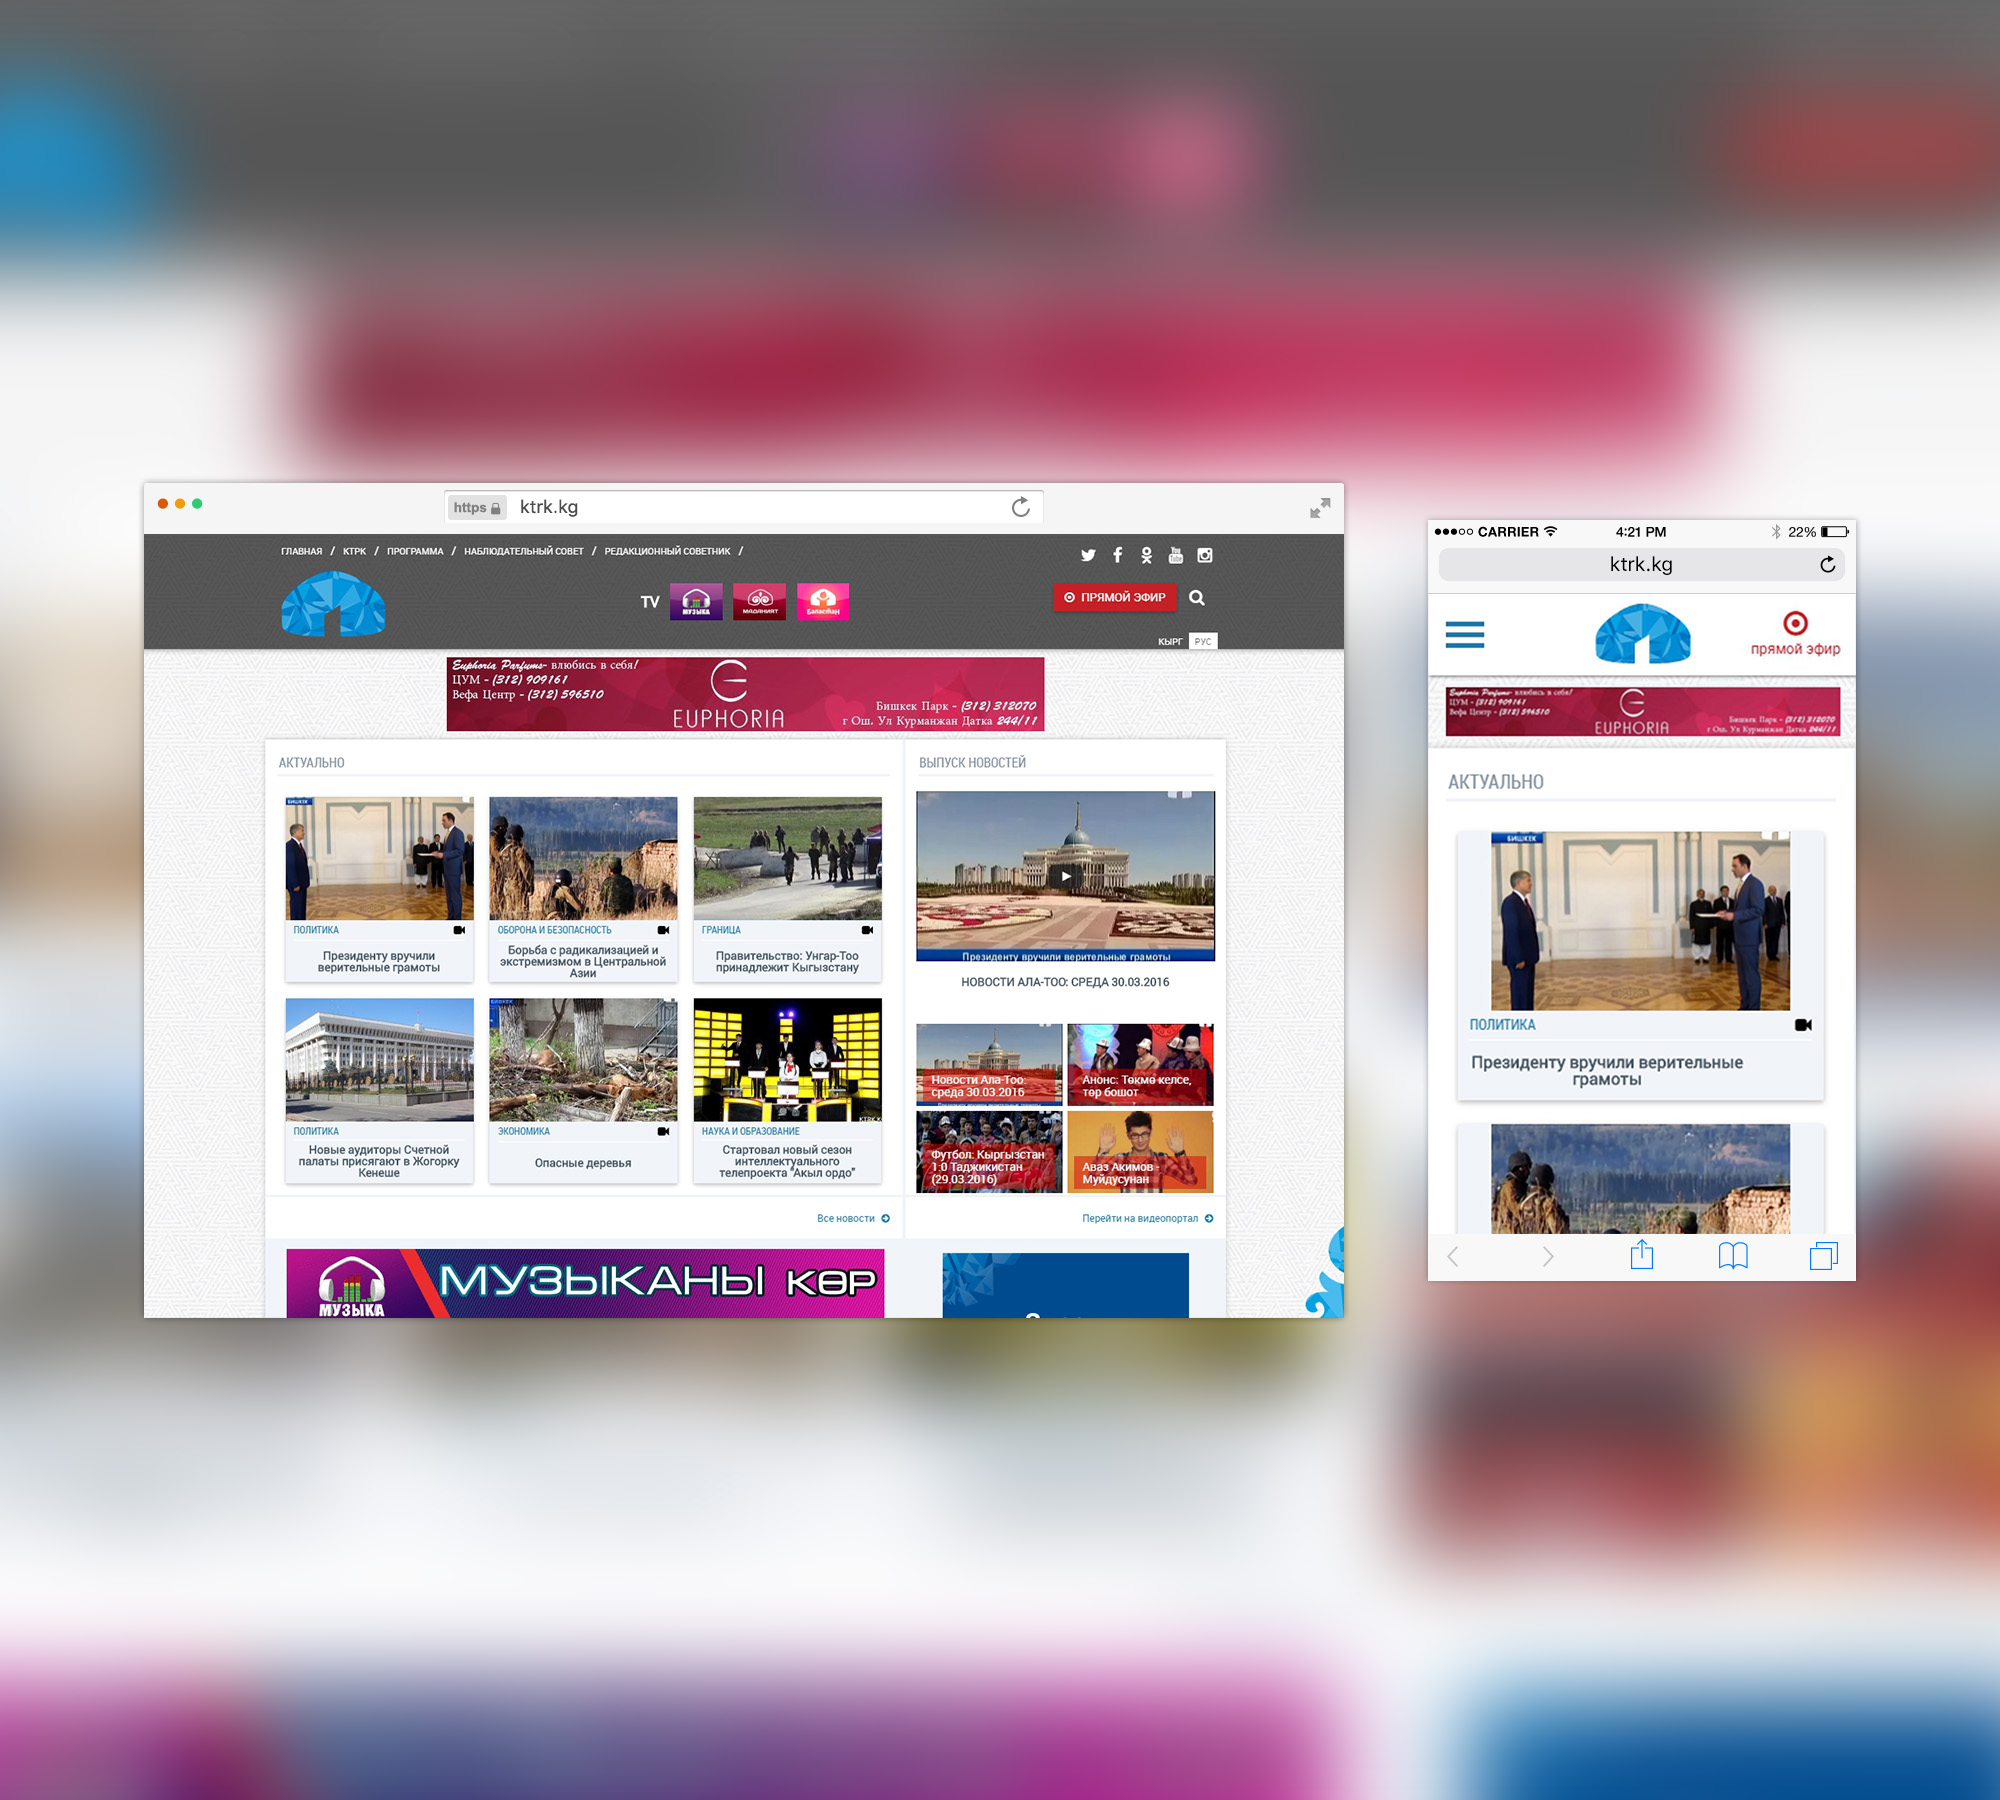 https ktrk.kg
ГЛАВНАЯ / КТРК / ПРОГРАММА / НАБЛЮДАТЕЛЬНЫЙ СОВЕТ / РЕДАКЦИОННЫЙ СОВЕТНИК /
TV
МУЗЫКА
МАДАНИЯТ
Баластан
ПРЯМОЙ ЭФИР
КЫРГ РУС
Euphoria Parfums- влюбись в себя!
ЦУМ - (312) 909161
Вефа Центр - (312) 596510
EUPHORIA
Бишкек Парк - (312) 312070
г Ош. Ул Курманжан Датка 244/11
АКТУАЛЬНО
БИШКЕК
ПОЛИТИКА
Президенту вручили
верительные грамоты
ОБОРОНА И БЕЗОПАСНОСТЬ
Борьба с радикализацией и
экстремизмом в Центральной
Азии
ГРАНИЦА
Правительство: Унгар-Тоо
принадлежит Кыгызстану
ПОЛИТИКА
Новые аудиторы Счетной
палаты присягают в Жогорку
Кенеше
БИШКЕК
ЭКОНОМИКА
Опасные деревья
НАУКА И ОБРАЗОВАНИЕ
Стартовал новый сезон
интеллектуального
телепроекта "Акыл ордо"
Все новости
ВЫПУСК НОВОСТЕЙ
Президенту вручили верительные грамоты
НОВОСТИ АЛА-ТОО: СРЕДА 30.03.2016
Новости Ала-Тоо:
среда 30.03.2016
Анонс: Төкмө келсе,
төр бошот
Футбол: Кыргызстан
1:0 Таджикистан
(29.03.2016)
Аваз Акимов -
Муйдусунан
Перейти на видеопортал
МУЗЫКА
МУЗЫКАНЫ КӨР
CARRIER 4:21 PM 22%
ktrk.kg
прямой эфир
Euphoria Parfums- влюбись в себя!
ЦУМ - (312) 909161
Вефа Центр - (312) 596510
EUPHORIA
Бишкек Парк - (312) 312070
г Ош. Ул Курманжан Датка 244/11
АКТУАЛЬНО
БИШКЕК
ПОЛИТИКА
Президенту вручили верительные
грамоты